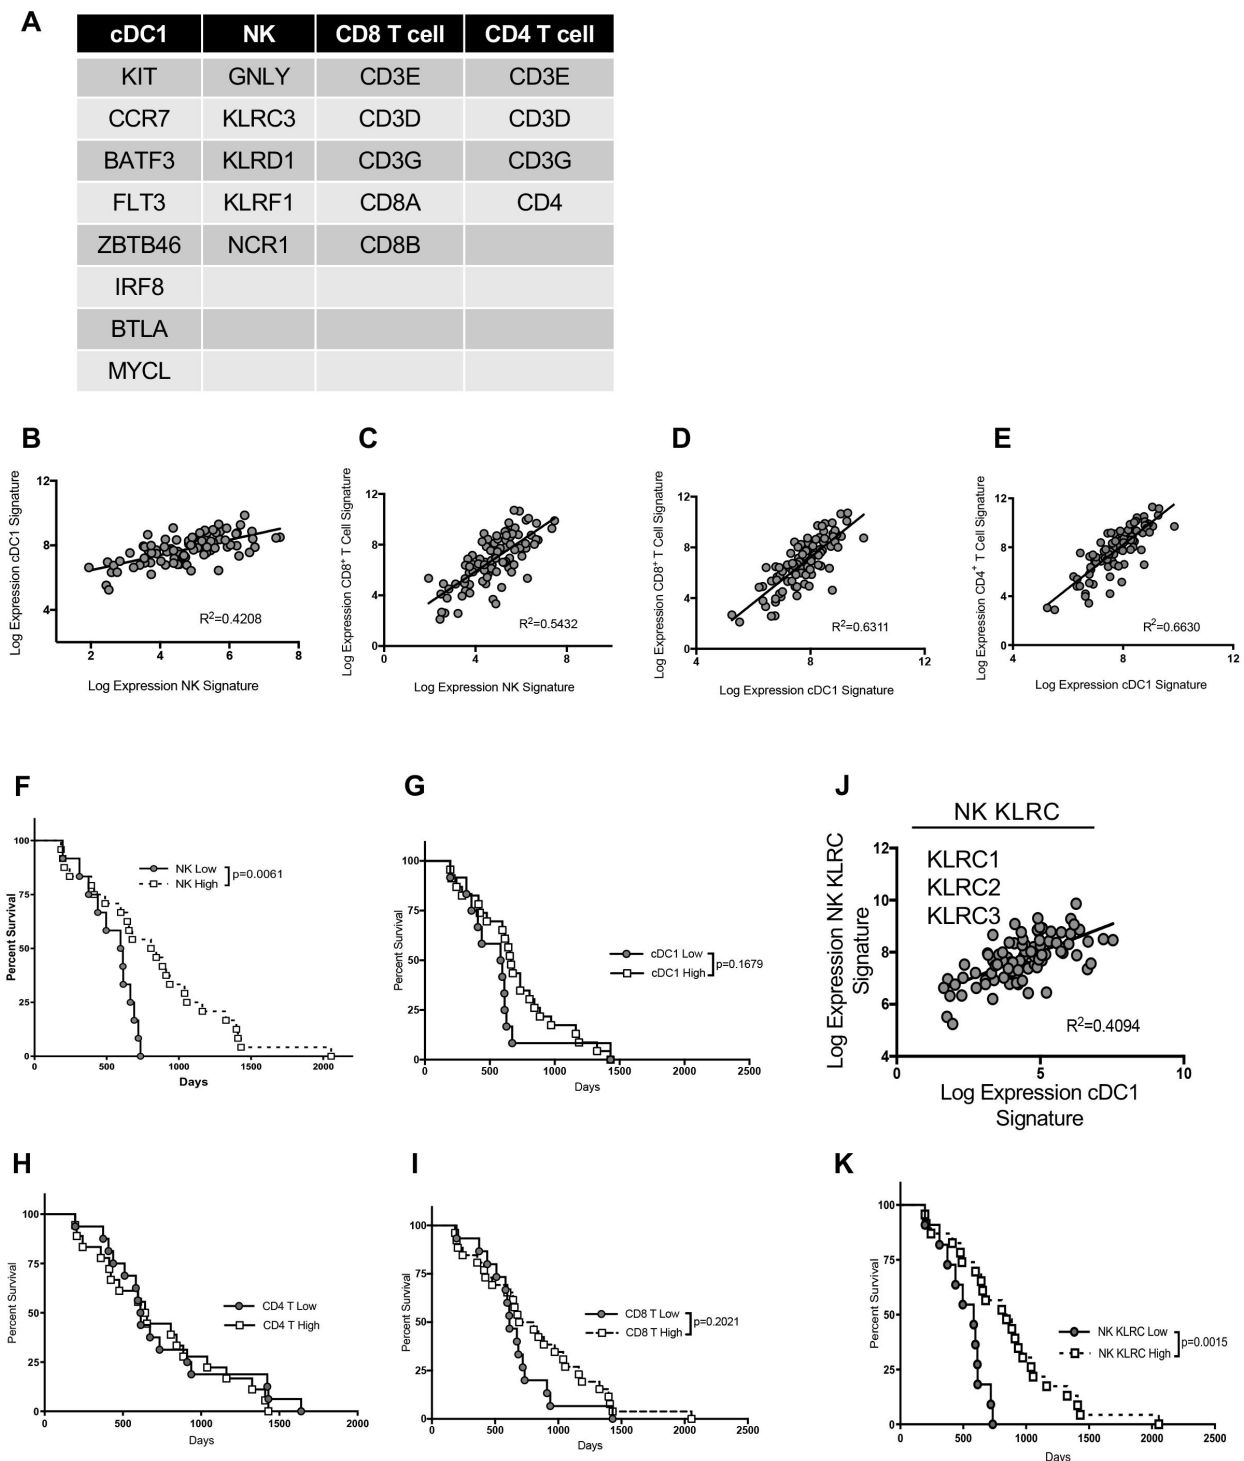 A
cDC1 NK CD8 T cell CD4 T cell
KIT GNLY CD3E CD3E
CCR7 KLRC3 CD3D CD3D
BATF3 KLRD1 CD3G CD3G
FLT3 KLRF1 CD8A CD4
ZBTB46 NCR1 CD8B
IRF8
BTLA
MYCL
B
Log Expression cDC1 Signature
12
8
4
R²=0.4208
2 4 6 8
Log Expression NK Signature
C
Log Expression CD8⁺ T Cell Signature
12
8
4
0
R²=0.5432
0 4 8
Log Expression NK Signature
D
Log Expression CD8⁺ T Cell Signature
12
8
4
0
R²=0.6311
4 8 12
Log Expression cDC1 Signature
E
Log Expression CD4⁺ T Cell Signature
12
8
4
0
R²=0.6630
4 8 12
Log Expression cDC1 Signature
F
Percent Survival
100
75
50
25
0
NK Low
NK High
p=0.0061
0 500 1000 1500 2000
Days
G
Percent Survival
100
75
50
25
0
cDC1 Low
cDC1 High
p=0.1679
0 500 1000 1500 2000 2500
Days
J
NK KLRC
KLRC1
KLRC2
KLRC3
Log Expression NK KLRC
Signature
12
10
8
6
4
R²=0.4094
0 5 10
Log Expression cDC1
Signature
H
Percent Survival
100
75
50
25
0
CD4 T Low
CD4 T High
0 500 1000 1500 2000
Days
I
Percent Survival
100
75
50
25
0
CD8 T Low
CD8 T High
p=0.2021
0 500 1000 1500 2000 2500
Days
K
Percent Survival
100
75
50
25
0
NK KLRC Low
NK KLRC High
p=0.0015
0 500 1000 1500 2000 2500
Days